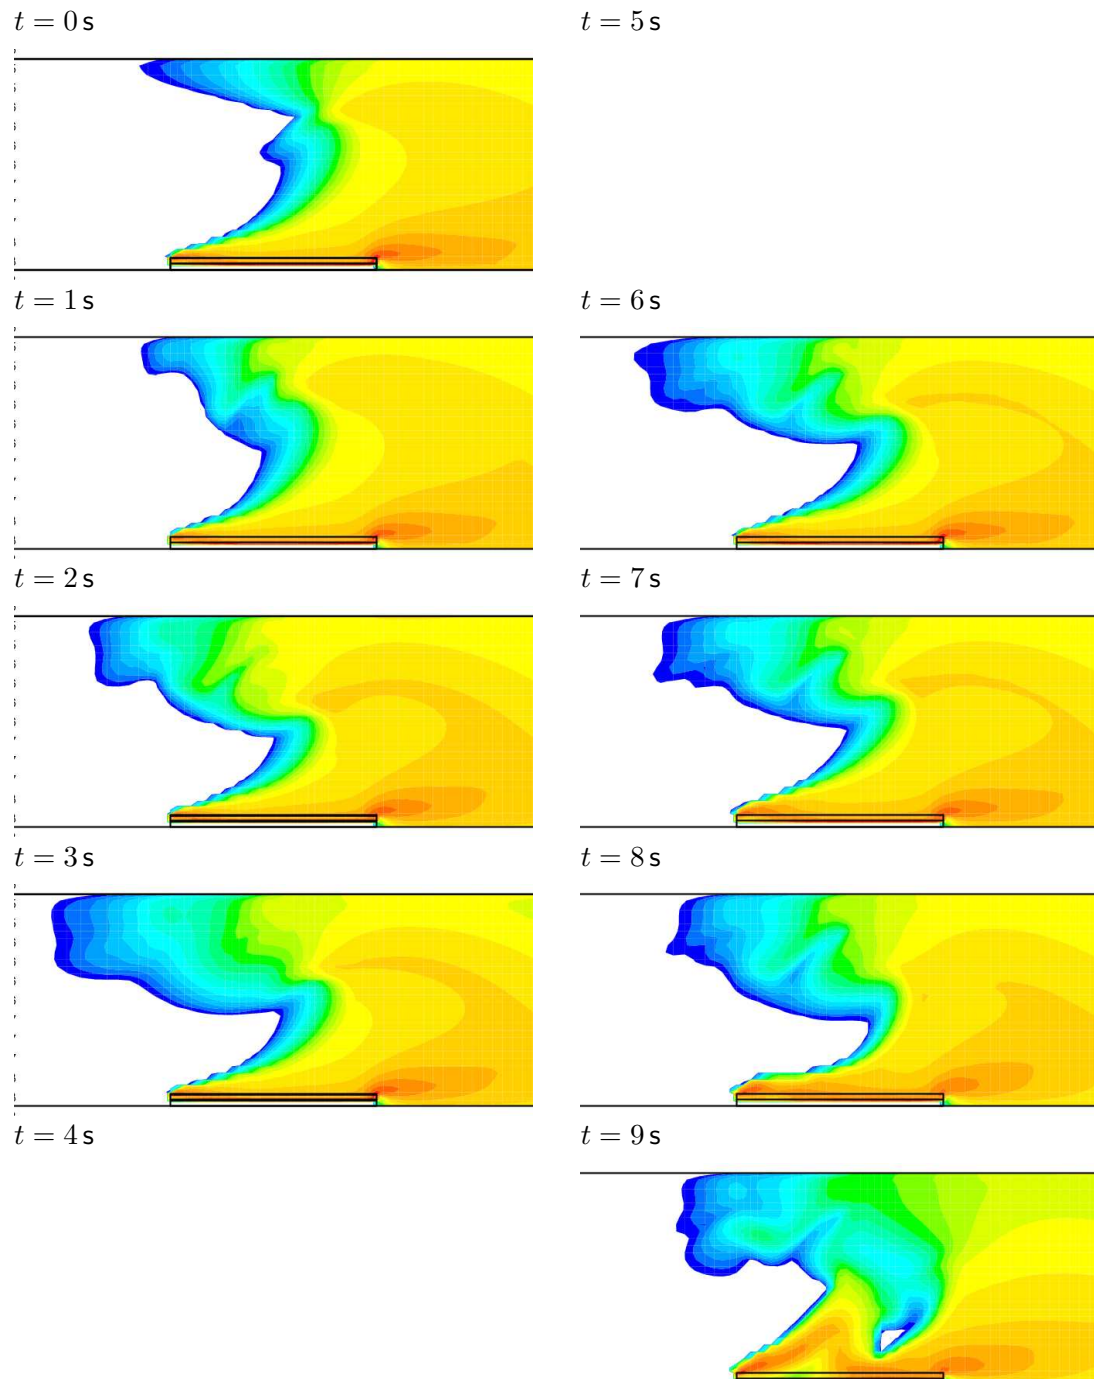 t = 0 s
t = 5 s
t = 1 s
t = 6 s
t = 2 s
t = 7 s
t = 3 s
t = 8 s
t = 4 s
t = 9 s